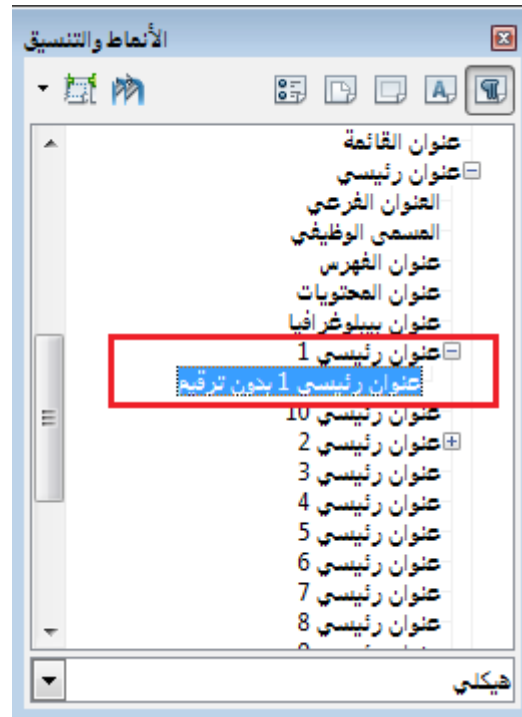 الأنماط والتنسيق
عنوان القائمة
عنوان رئيسي
العنوان الفرعي
المسمى الوظيفي
عنوان الفهرس
عنوان المحتويات
عنوان ببلوغرافيا
عنوان رئيسي 1
عنوان رئيسي 1 بدون ترقيم
عنوان رئيسي 10
عنوان رئيسي 2
عنوان رئيسي 3
عنوان رئيسي 4
عنوان رئيسي 5
عنوان رئيسي 6
عنوان رئيسي 7
عنوان رئيسي 8
هيكلي